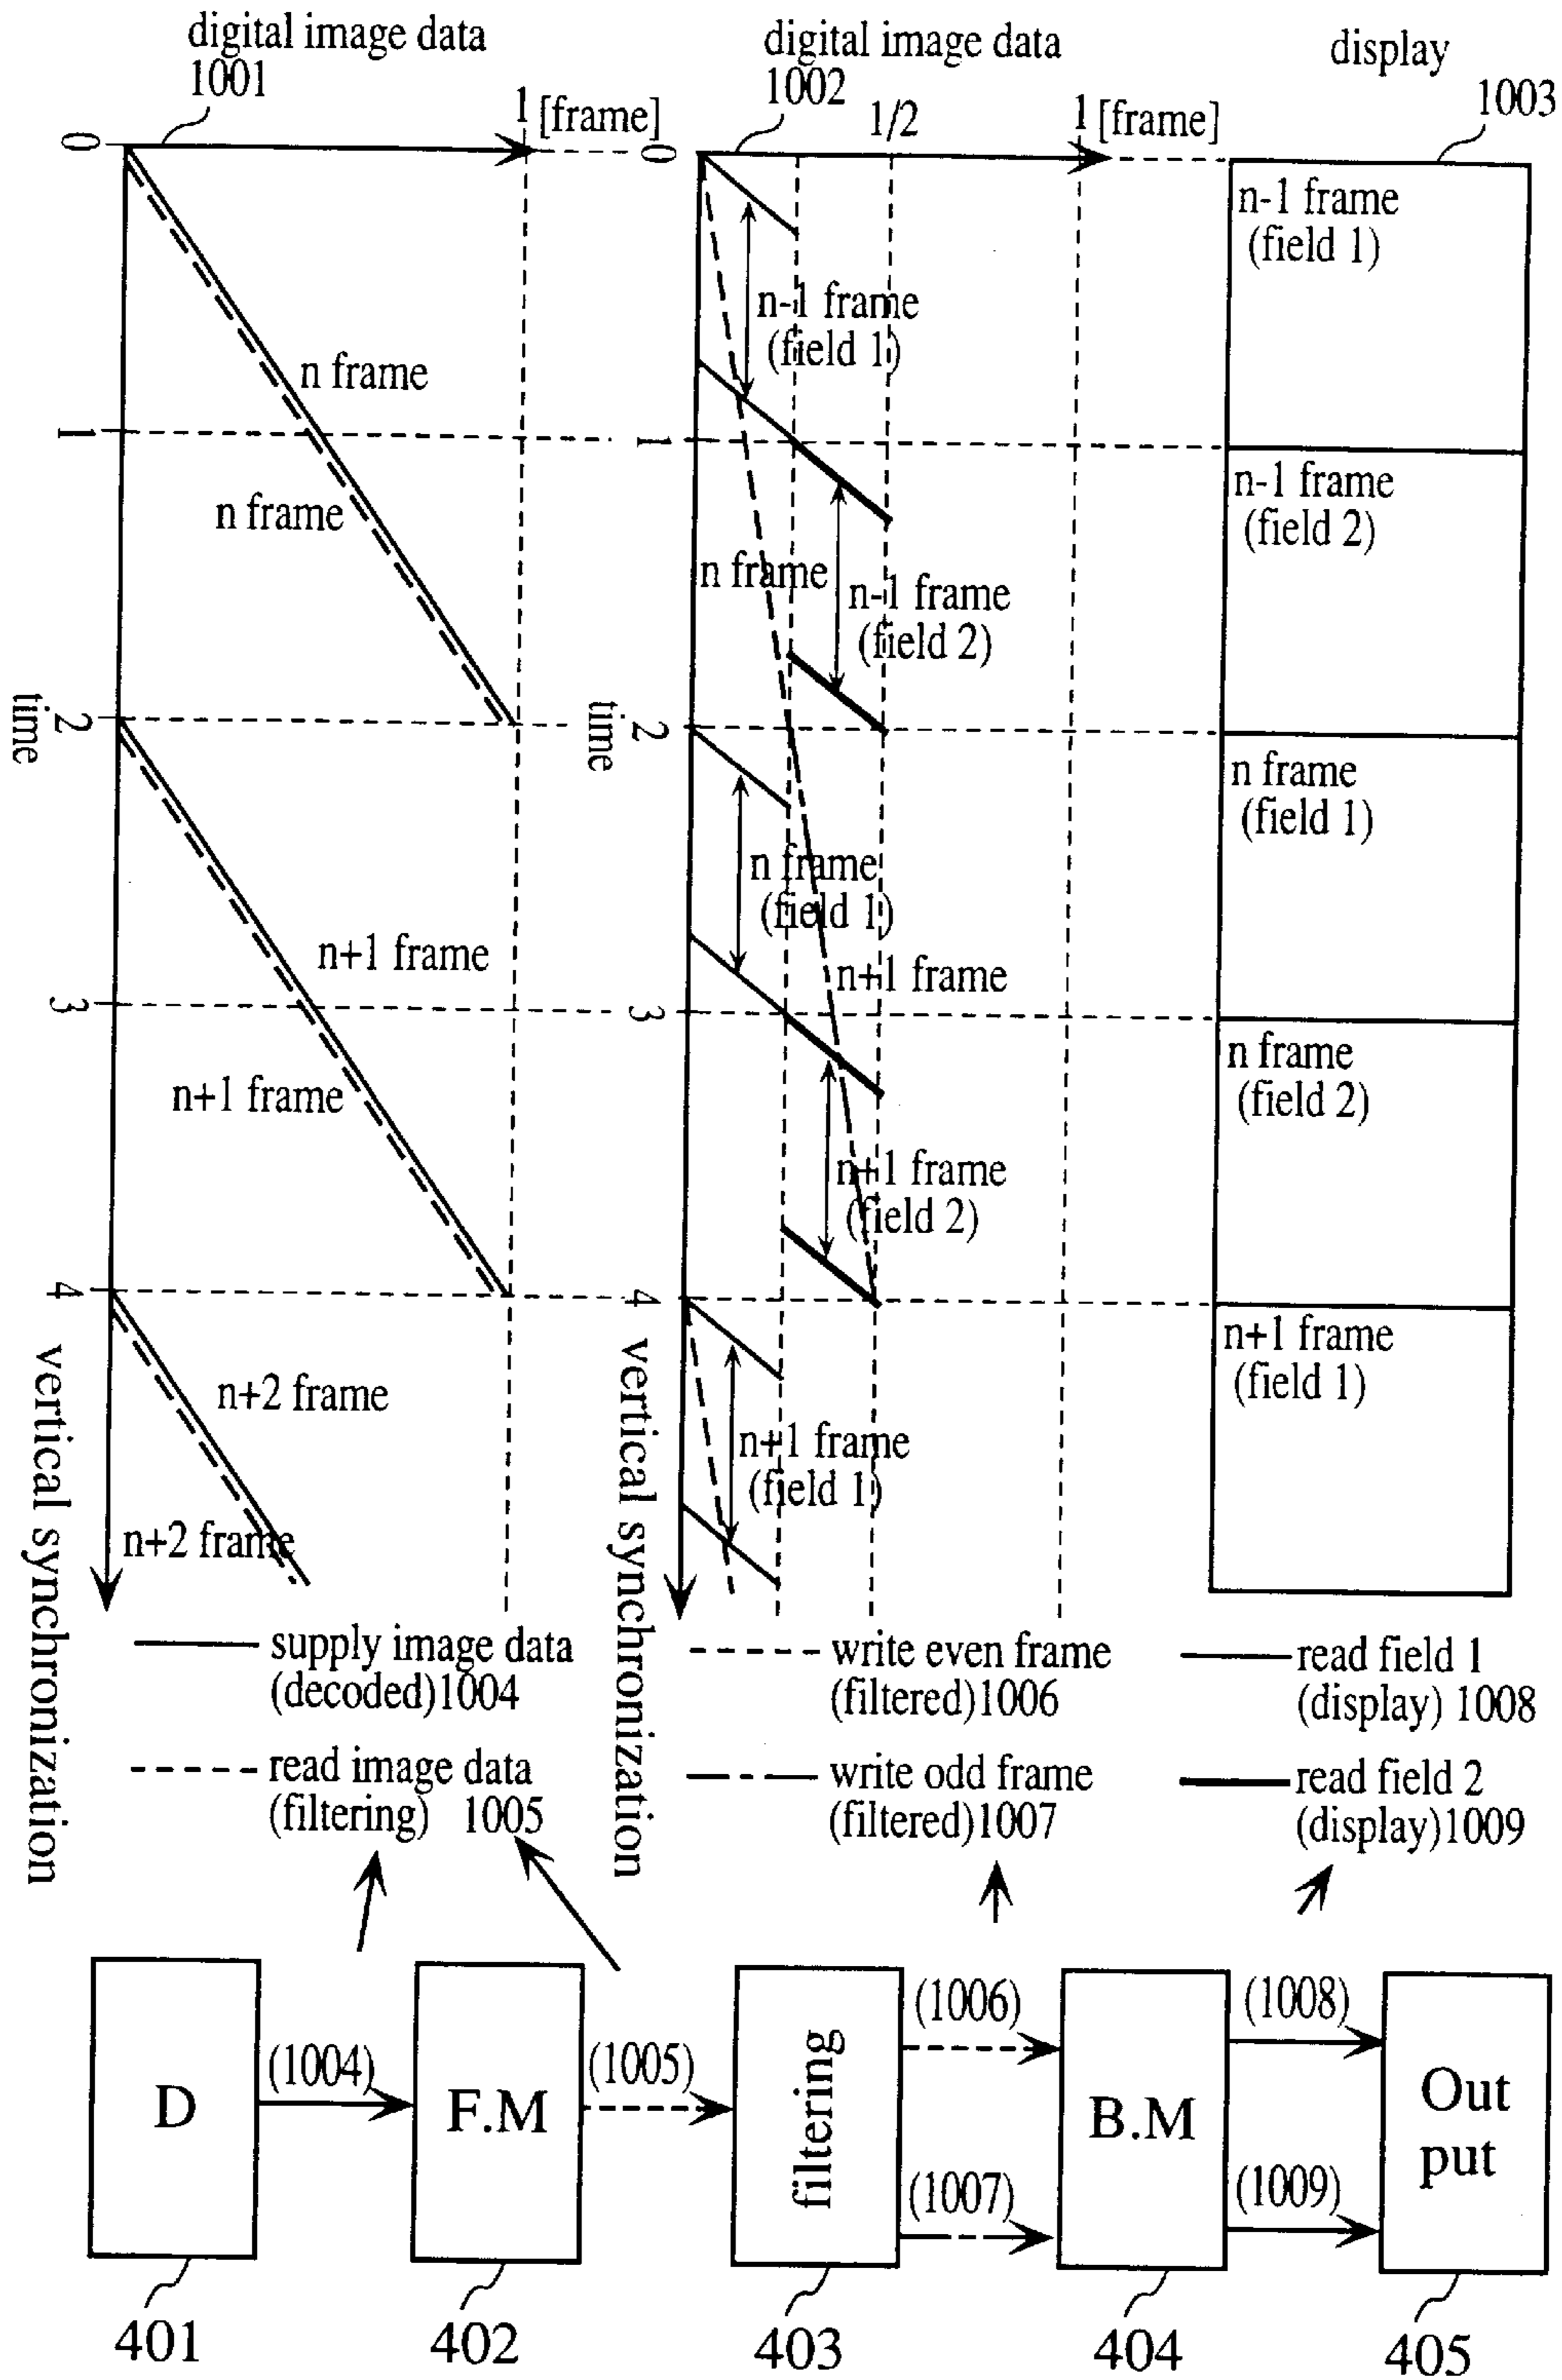 digital image data
1001
digital image data
1002
display
1003
1 [frame]
1/2
1 [frame]
0
0
n-1 frame
(field 1)
n-1 frame
(field 1)
n frame
1
1
n frame
n-1 frame
(field 2)
n frame
n-1 frame
(field 2)
2
time
2
time
n frame
(field 1)
n frame
(field 1)
n+1 frame
n+1 frame
3
3
n frame
(field 2)
n+1 frame
n+1 frame
(field 2)
4
4
n+1 frame
(field 1)
n+2 frame
n+1 frame
(field 1)
n+2 frame
vertical synchronization
vertical synchronization
supply image data
(decoded)1004
write even frame
(filtered)1006
read field 1
(display) 1008
read image data
(filtering) 1005
write odd frame
(filtered)1007
read field 2
(display)1009
D
(1004)
F.M
(1005)
filtering
(1006)
(1007)
B.M
(1008)
(1009)
Out
put
401
402
403
404
405